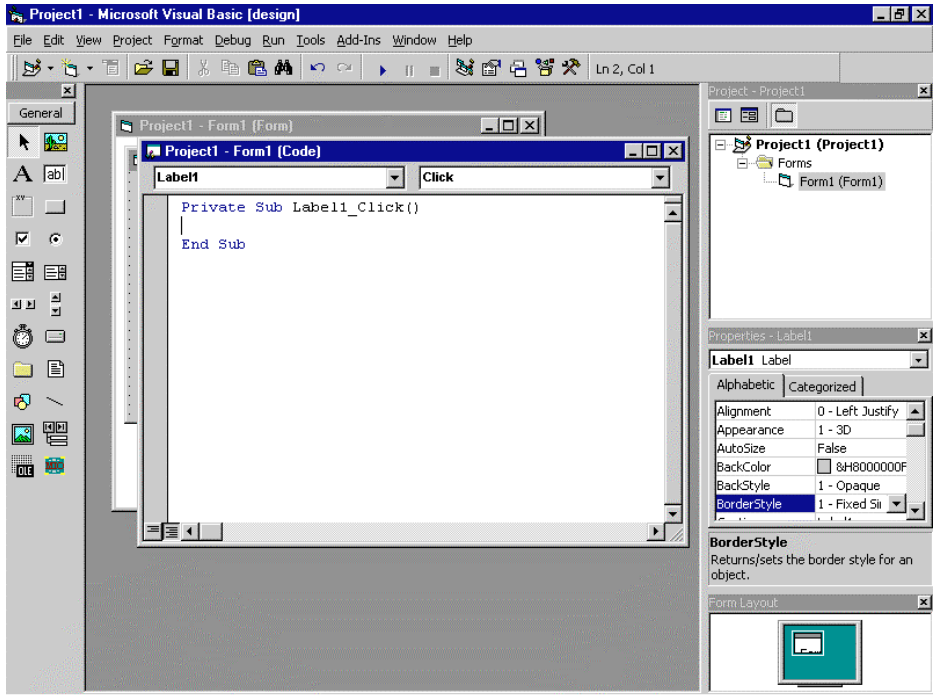 Project1 - Microsoft Visual Basic [design]
File Edit View Project Format Debug Run Tools Add-Ins Window Help
Ln 2, Col 1
General
A
ab|
xy
OLE
Project1 - Form1 (Form)
Project1 - Form1 (Code)
Label1 Click
Private Sub Label1_Click()
End Sub
Project - Project1
Project1 (Project1)
Forms
Form1 (Form1)
Properties - Label1
Label1 Label
Alphabetic Categorized
Alignment 0 - Left Justify
Appearance 1 - 3D
AutoSize False
BackColor &H8000000F
BackStyle 1 - Opaque
BorderStyle 1 - Fixed Sin
BorderStyle
Returns/sets the border style for an
object.
Form Layout